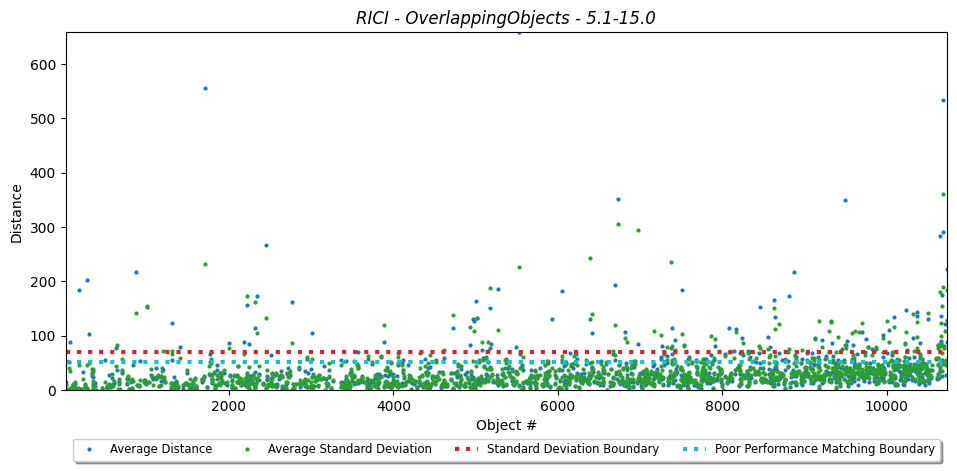 RICI - OverlappingObjects - 5.1-15.0
600
500
400
300
200
100
0
Distance
2000 4000 6000 8000 10000
Object #
Average Distance Average Standard Deviation Standard Deviation Boundary Poor Performance Matching Boundary